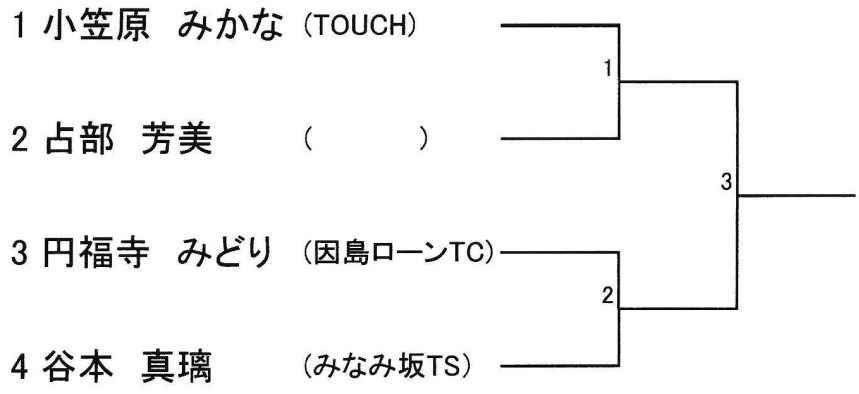 1 小笠原 みかな (TOUCH)
1
2 占部 芳美 ( )
3
3 円福寺 みどり (因島ローンTC)
2
4 谷本 真璃 (みなみ坂TS)